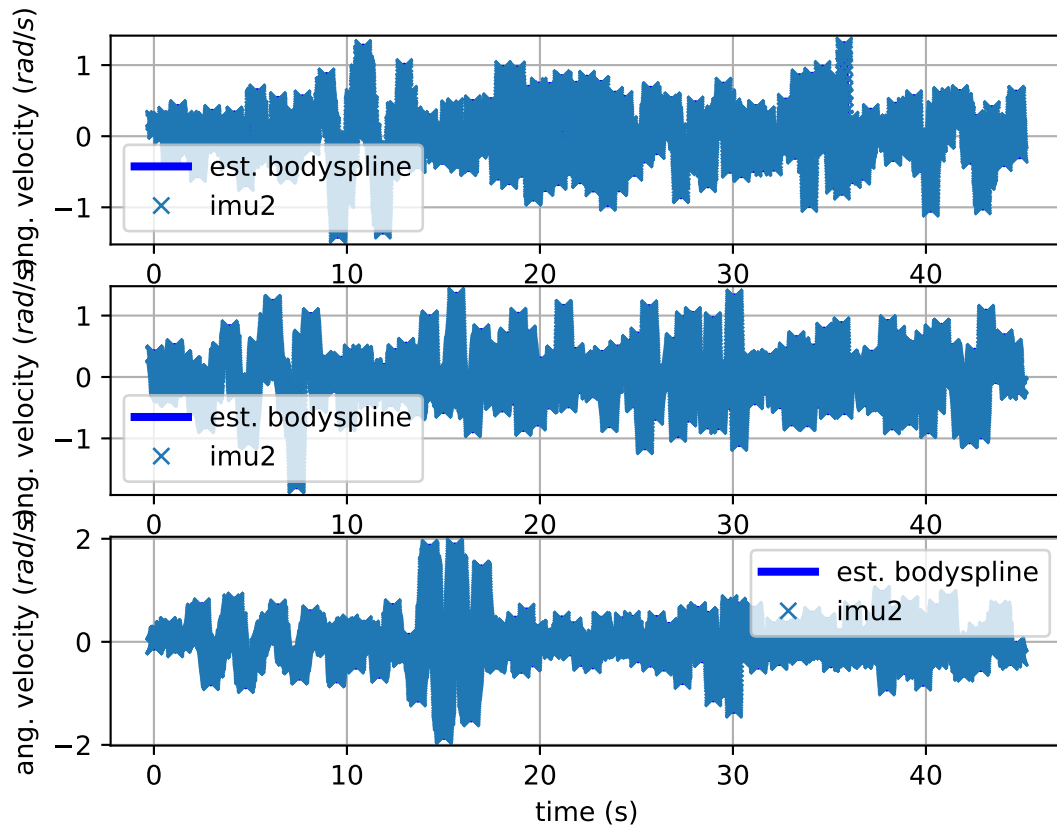 ang. velocity (rad/s)
1
0
−1
est. bodyspline
imu2
0 10 20 30 40
ang. velocity (rad/s)
1
0
−1
est. bodyspline
imu2
0 10 20 30 40
ang. velocity (rad/s)
2
0
−2
est. bodyspline
imu2
0 10 20 30 40
time (s)